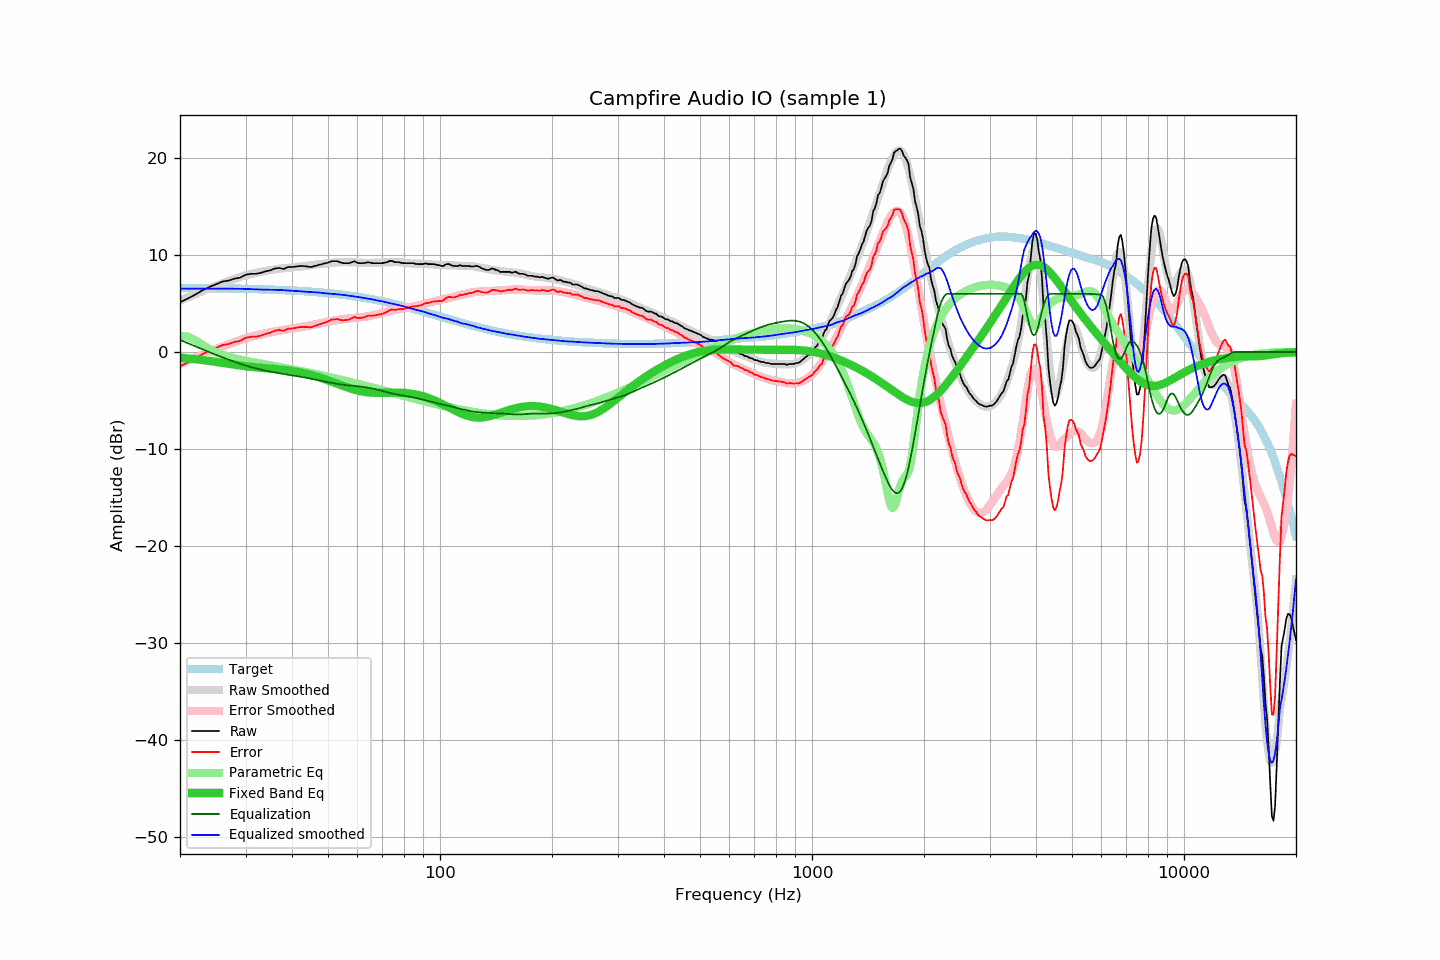 Campfire Audio IO (sample 1)
20
10
0
−10
−20
−30
−40
−50
Amplitude (dBr)
Target
Raw Smoothed
Error Smoothed
Raw
Error
Parametric Eq
Fixed Band Eq
Equalization
Equalized smoothed
100 1000 10000
Frequency (Hz)